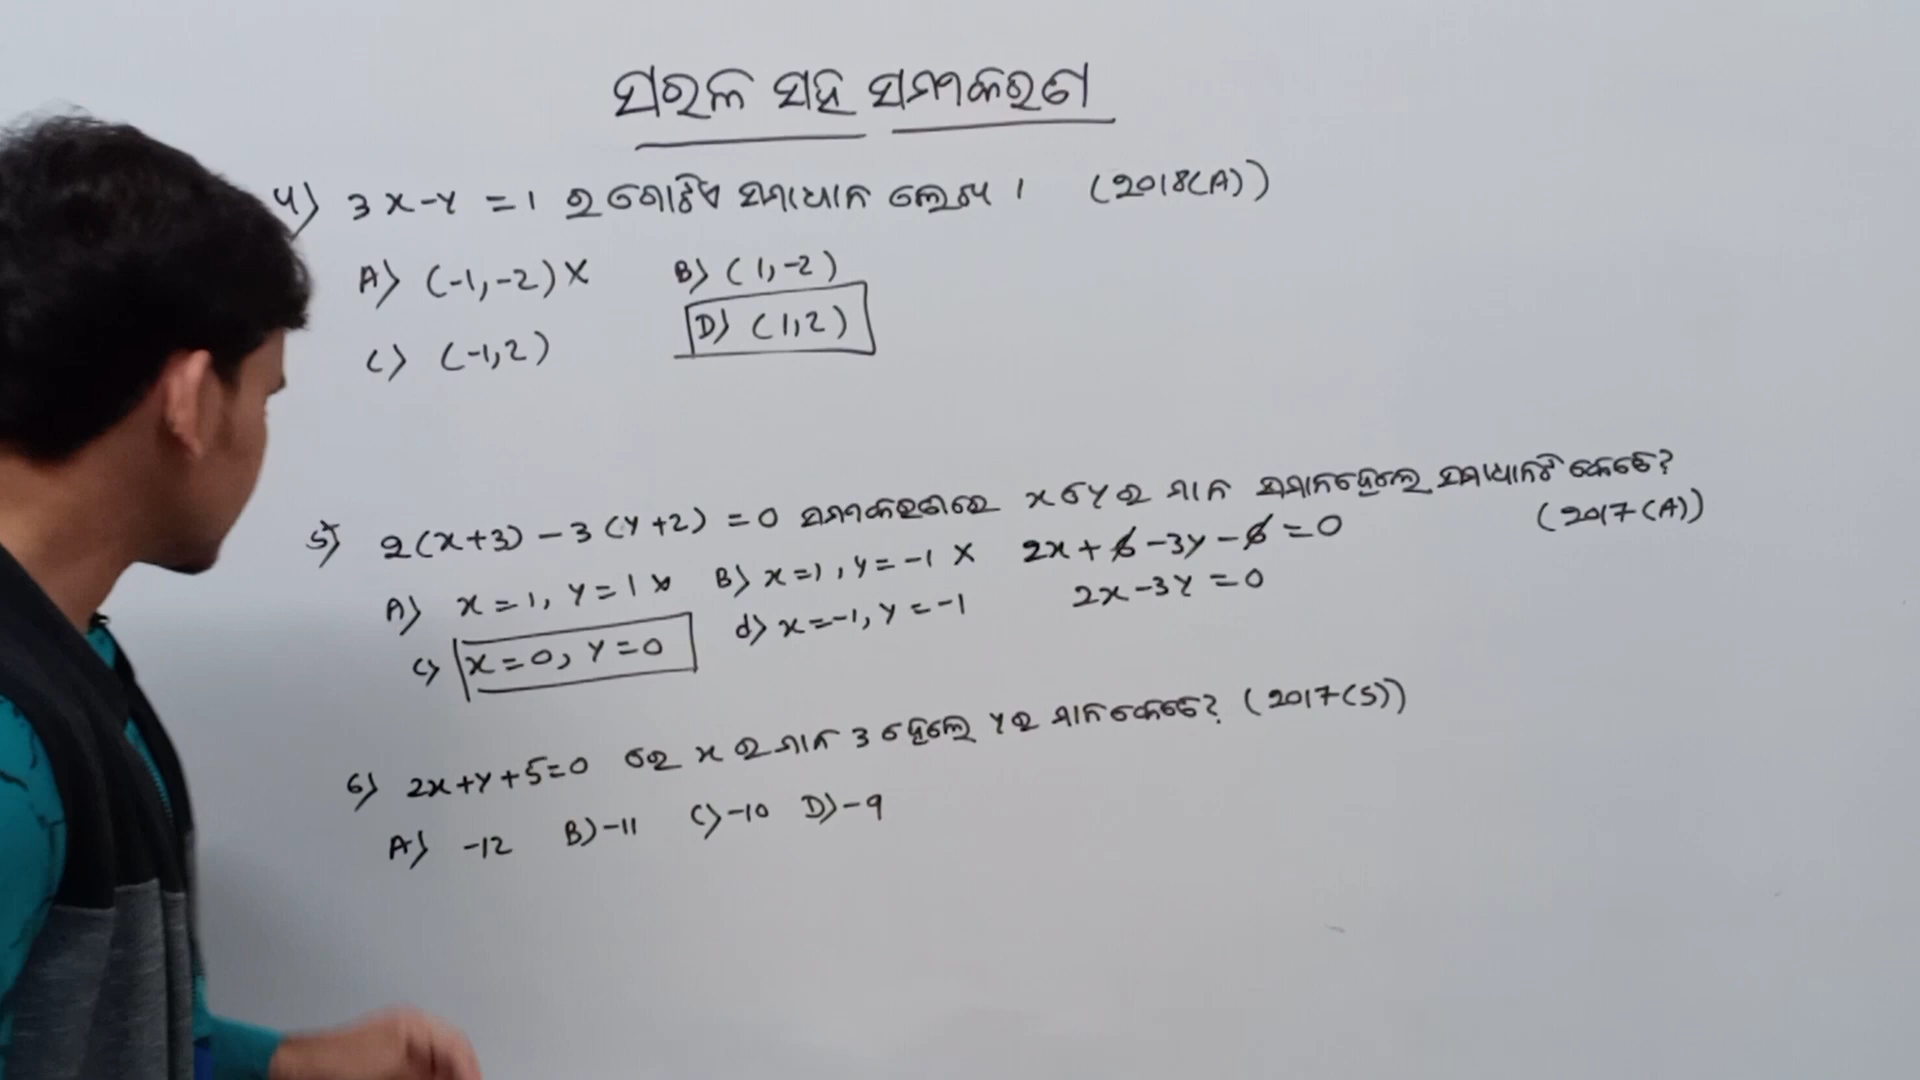 ସରଳ ସହ ସମୀକରଣ
4) 3x-y = 1 ର ଗୋଟିଏ ସମାଧାନ ଲେଖ । (2018(A))
A) (-1,-2) X B) (1,-2)
C) (-1,2) D) (1,2)
5) 2(x+3) - 3(y+2) = 0 ସମୀକରଣରେ x ଓ y ର ମାନ ସମାନ ହେଲେ ସମାଧାନଟି କେତେ?
(2017(A))
A) x=1, y=1 X B) x=1, y=-1 X 2x+6-3y-6=0
C) x=0, y=0 d) x=-1, y=-1 2x-3y=0
6) 2x+y+5=0 ରେ x ର ମାନ 3 ହେଲେ y ର ମାନ କେତେ? (2017(S))
A) -12 B) -11 C) -10 D) -9